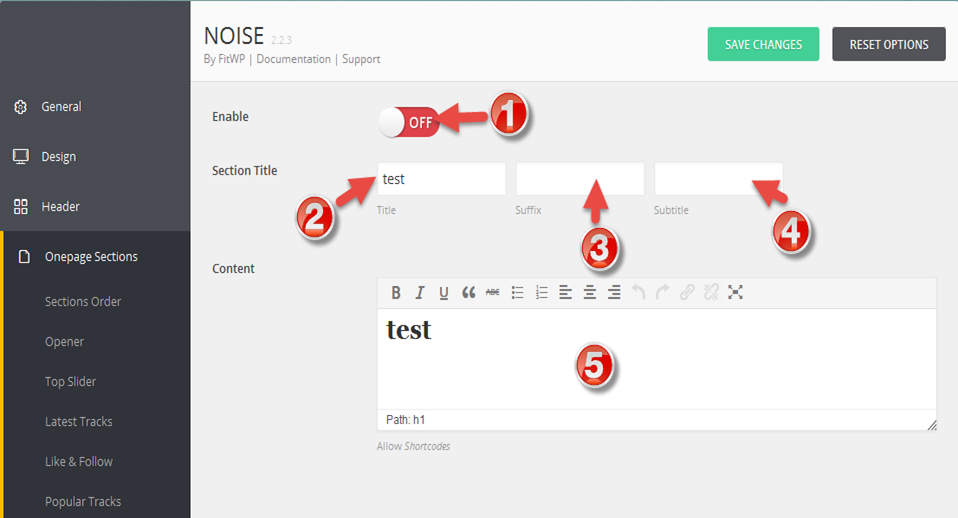 NOISE 2.2.3
By FitWP | Documentation | Support
SAVE CHANGES
RESET OPTIONS
General
Design
Header
Onepage Sections
Sections Order
Opener
Top Slider
Latest Tracks
Like & Follow
Popular Tracks
Enable
OFF
1
Section Title
test
Title
Suffix
Subtitle
2
3
4
Content
B I U “ ABC
test
5
Path: h1
Allow Shortcodes